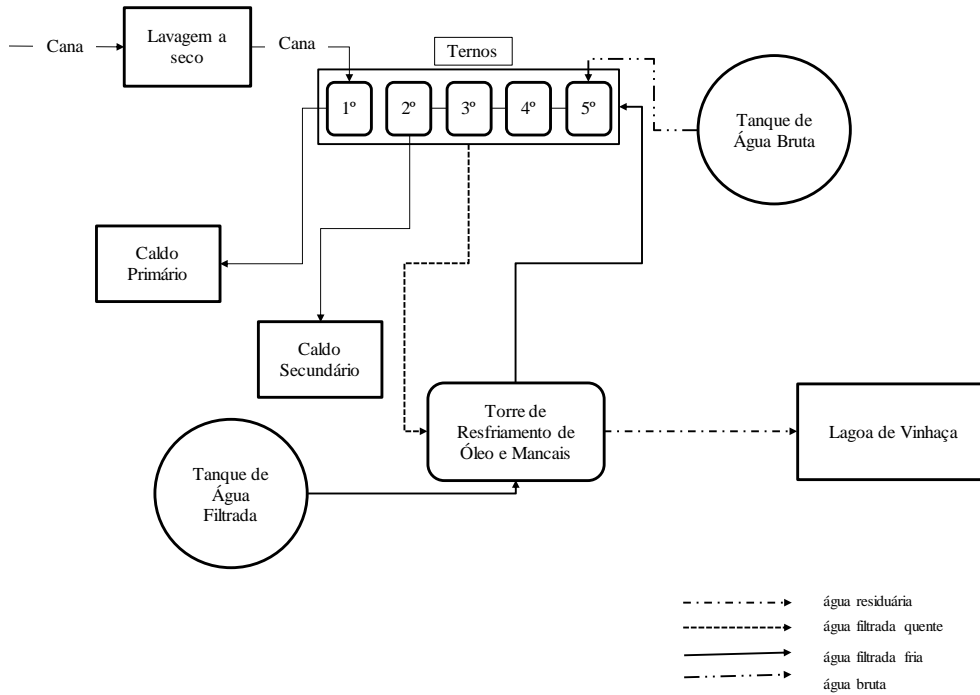 Cana
Lavagem a
seco
Cana
Ternos
1º
2º
3º
4º
5º
Tanque de
Água Bruta
Caldo
Primário
Caldo
Secundário
Torre de
Resfriamento de
Óleo e Mancais
Lagoa de Vinhaça
Tanque de
Água
Filtrada
água residuária
água filtrada quente
água filtrada fria
água bruta